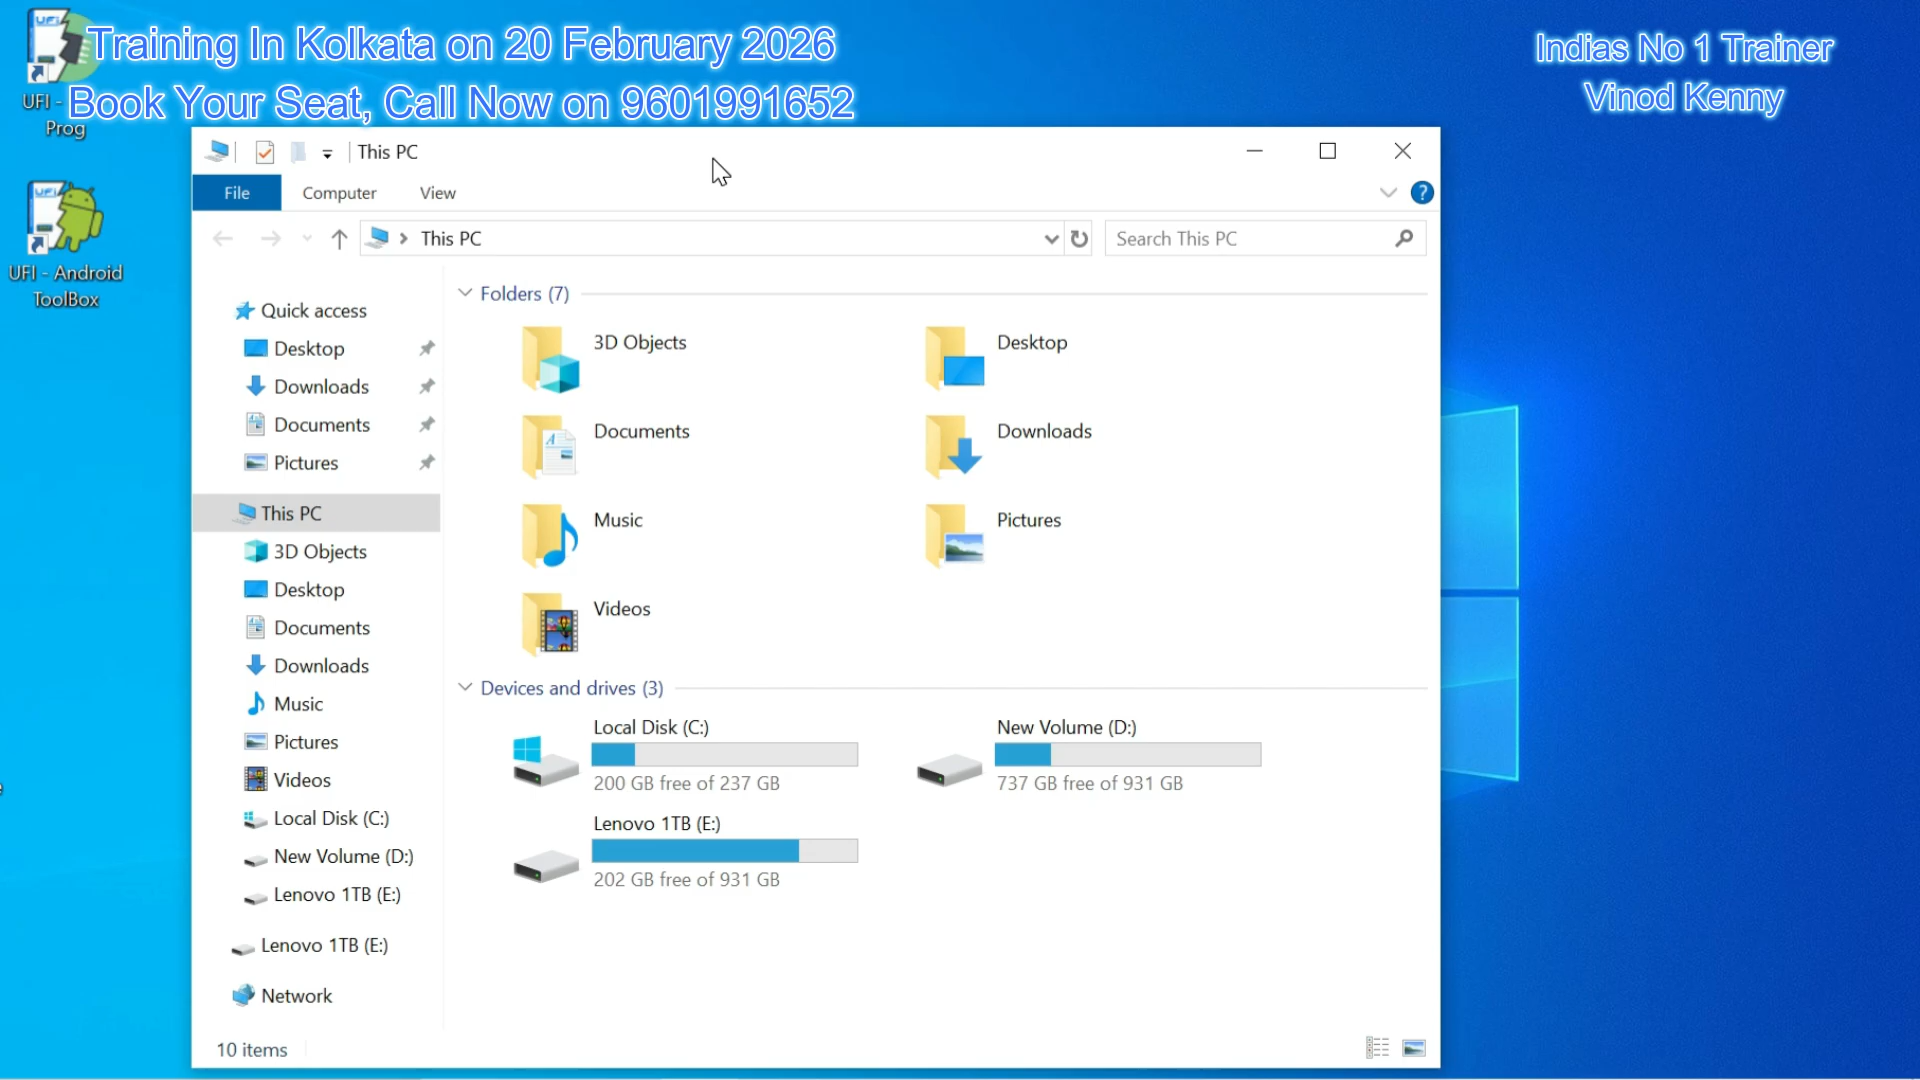 Training In Kolkata on 20 February 2026
Book Your Seat, Call Now on 9601991652
Indias No 1 Trainer
Vinod Kenny
UFI -
Prog
UFI - Android
ToolBox
This PC
File
Computer
View
This PC
Search This PC
Quick access
Desktop
Downloads
Documents
Pictures
This PC
3D Objects
Desktop
Documents
Downloads
Music
Pictures
Videos
Local Disk (C:)
New Volume (D:)
Lenovo 1TB (E:)
Lenovo 1TB (E:)
Network
Folders (7)
3D Objects
Desktop
Documents
Downloads
Music
Pictures
Videos
Devices and drives (3)
Local Disk (C:)
200 GB free of 237 GB
New Volume (D:)
737 GB free of 931 GB
Lenovo 1TB (E:)
202 GB free of 931 GB
10 items